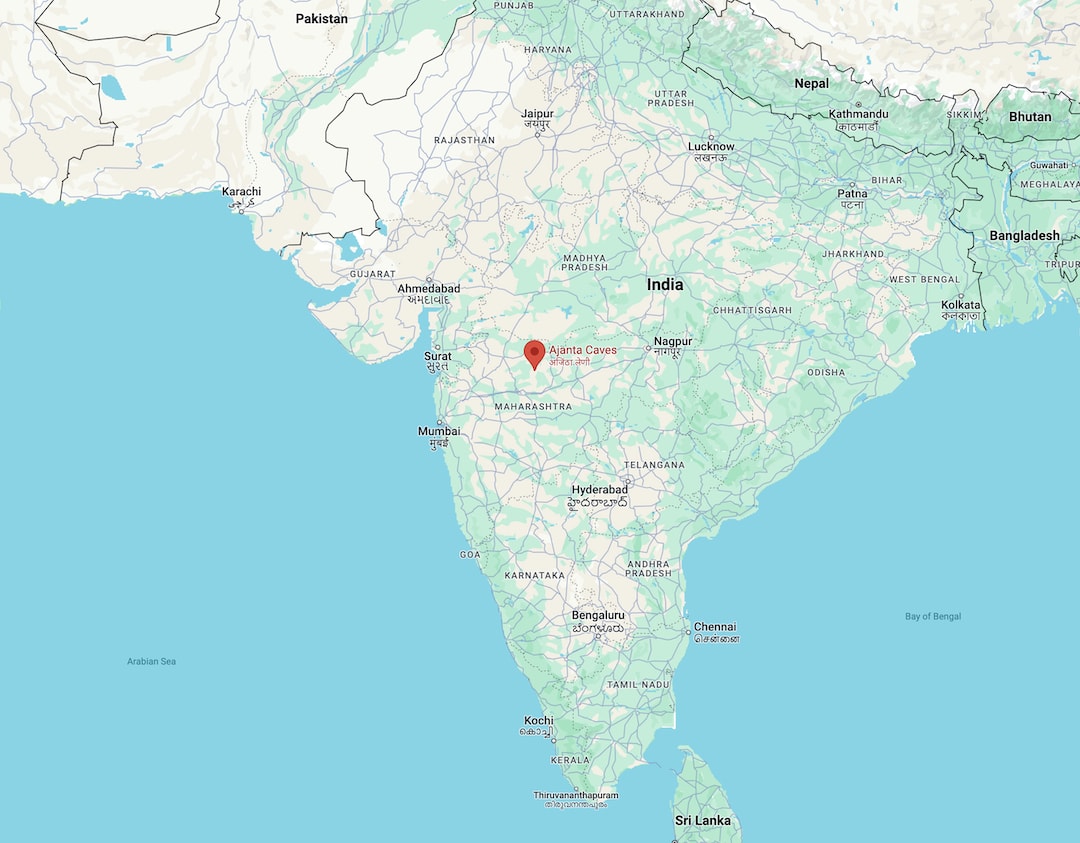 PUNJAB
UTTARAKHAND
Pakistan
HARYANA
Nepal
UTTAR
PRADESH
Jaipur
जयपुर
Kathmandu
काठमाडौं
SIKKIM
Bhutan
RAJASTHAN
Lucknow
लखनऊ
Guwahati
BIHAR
MEGHALAYA
Karachi
کراچی
Patna
पटना
Bangladesh
MADHYA
PRADESH
JHARKHAND
TRIPUR
GUJARAT
WEST BENGAL
Ahmedabad
અમદાવાદ
India
CHHATTISGARH
Kolkata
কলকাতা
Nagpur
नागपूर
Ajanta Caves
अजिंठा लेणी
Surat
સુરત
ODISHA
MAHARASHTRA
Mumbai
मुंबई
TELANGANA
Hyderabad
హైదరాబాద్
GOA
KARNATAKA
ANDHRA
PRADESH
Bengaluru
ಬೆಂಗಳೂರು
Bay of Bengal
Chennai
சென்னை
Arabian Sea
TAMIL NADU
Kochi
കൊച്ചി
KERALA
Thiruvananthapuram
തിരുവനന്തപുരം
Sri Lanka